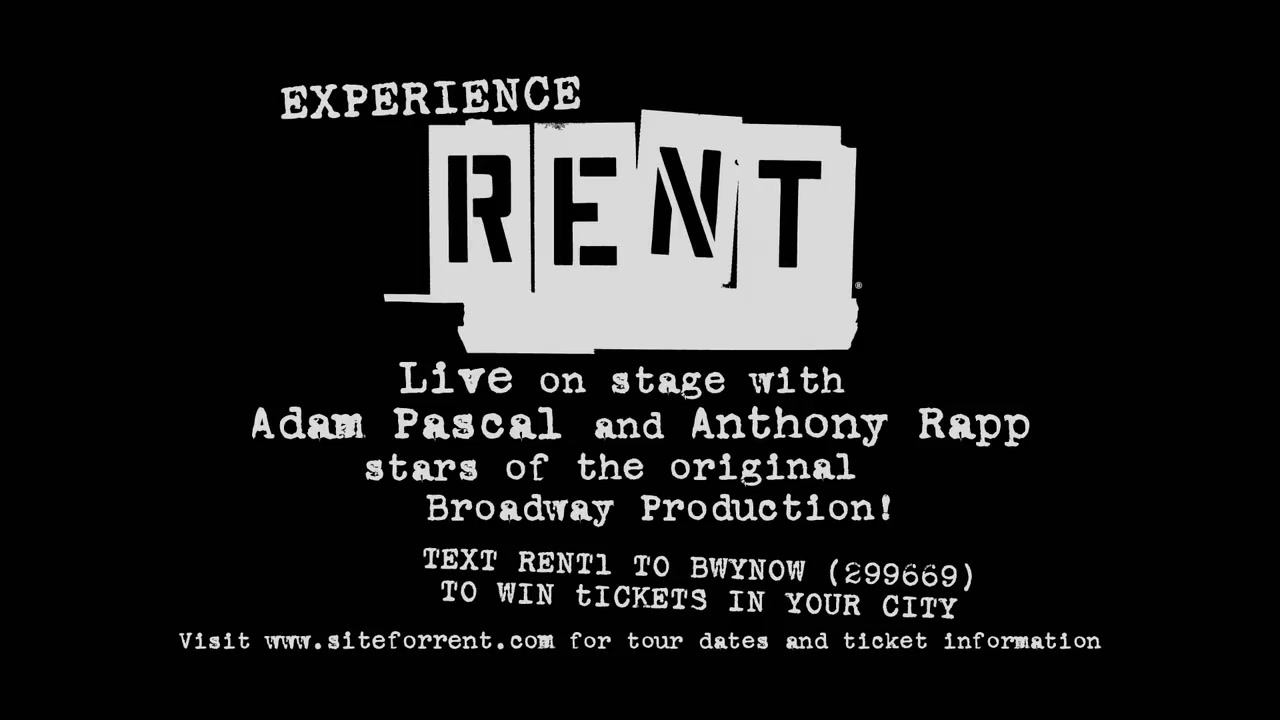 EXPERIENCE
RENT®
Live on stage with
Adam Pascal and Anthony Rapp
stars of the original
Broadway Production!
TEXT RENT1 TO BWYNOW (299669)
TO WIN tICKETS IN YOUR CITY
Visit www.siteforrent.com for tour dates and ticket information